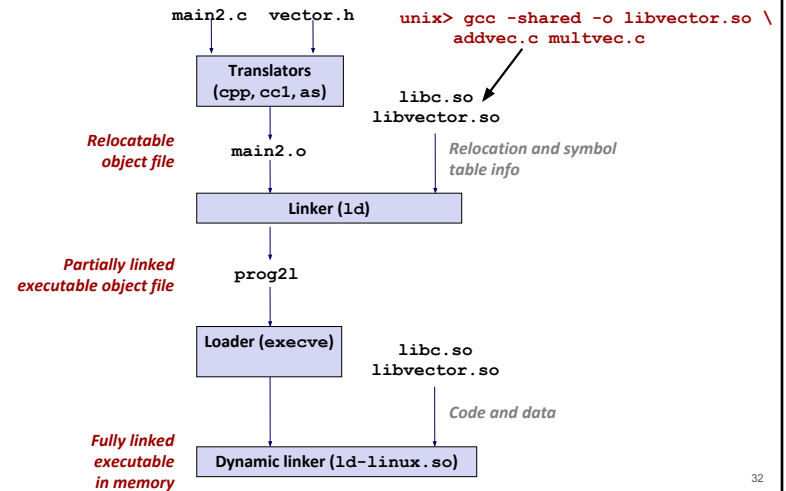 main2.c vector.h
unix> gcc -shared -o libvector.so \
addvec.c multvec.c
Translators
(cpp, cc1, as)
libc.so
libvector.so
Relocatable
object file
main2.o
Relocation and symbol
table info
Linker (ld)
Partially linked
executable object file
prog2l
Loader (execve)
libc.so
libvector.so
Code and data
Fully linked
executable
in memory
Dynamic linker (ld-linux.so)
32